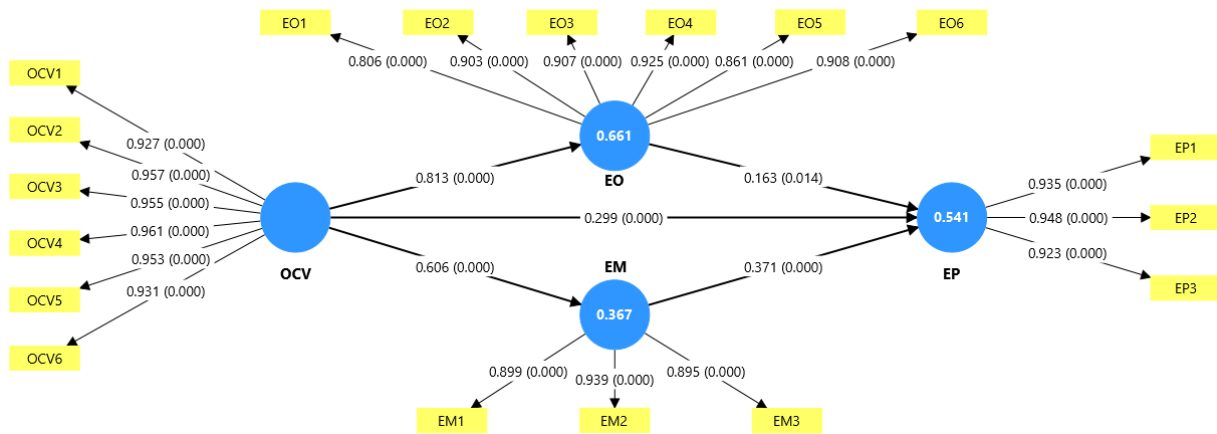 EO1
EO2
EO3
EO4
EO5
EO6
0.806 (0.000)
0.903 (0.000)
0.907 (0.000)
0.925 (0.000)
0.861 (0.000)
0.908 (0.000)
OCV1
OCV2
OCV3
OCV4
OCV5
OCV6
0.927 (0.000)
0.957 (0.000)
0.955 (0.000)
0.961 (0.000)
0.953 (0.000)
0.931 (0.000)
OCV
0.813 (0.000)
0.299 (0.000)
0.606 (0.000)
0.661
EO
EM
0.367
0.163 (0.014)
0.371 (0.000)
0.541
EP
0.935 (0.000)
0.948 (0.000)
0.923 (0.000)
EP1
EP2
EP3
0.899 (0.000)
0.939 (0.000)
0.895 (0.000)
EM1
EM2
EM3